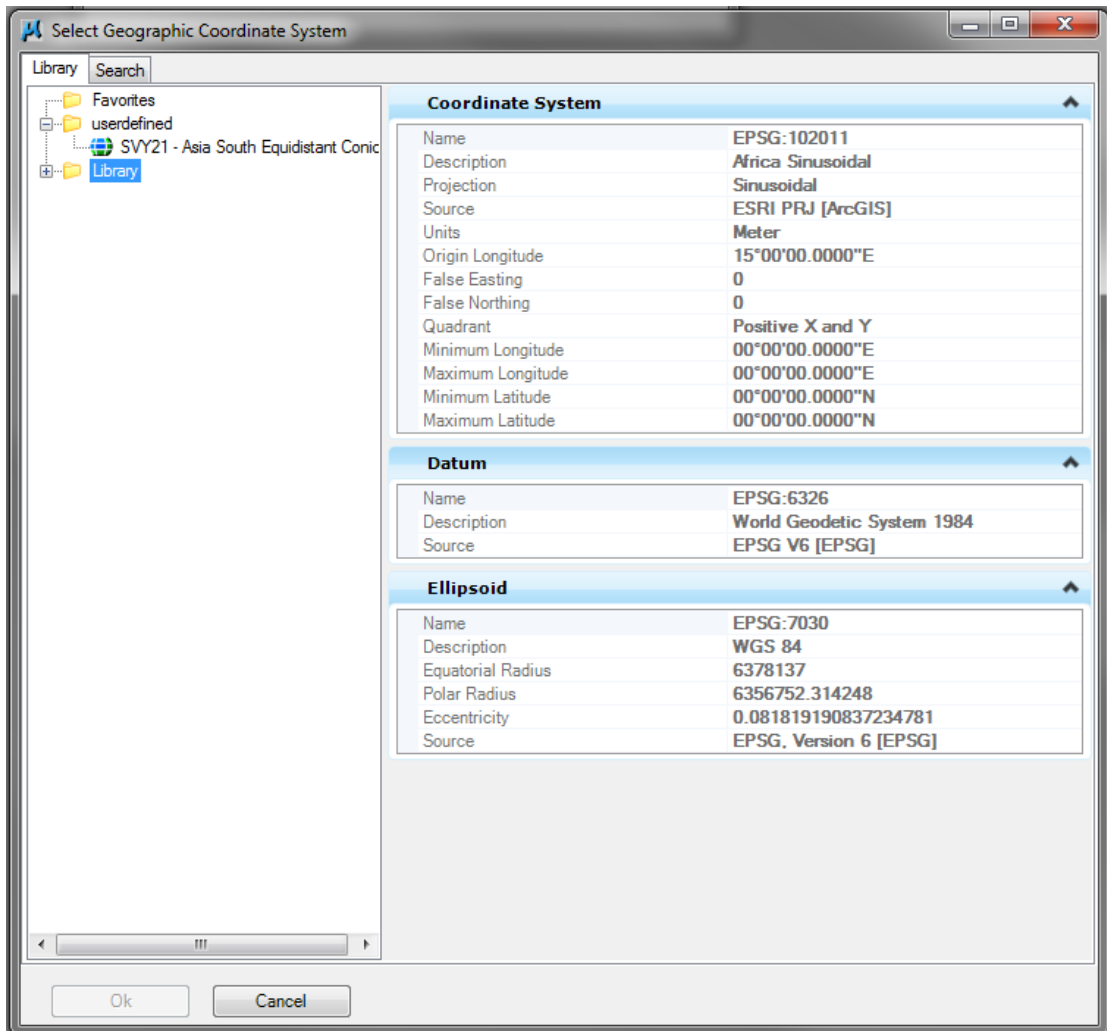 Select Geographic Coordinate System
Library Search
Favorites
userdefined
SVY21 - Asia South Equidistant Conic
Library
Coordinate System
Name EPSG:102011
Description Africa Sinusoidal
Projection Sinusoidal
Source ESRI PRJ [ArcGIS]
Units Meter
Origin Longitude 15°00'00.0000"E
False Easting 0
False Northing 0
Quadrant Positive X and Y
Minimum Longitude 00°00'00.0000"E
Maximum Longitude 00°00'00.0000"E
Minimum Latitude 00°00'00.0000"N
Maximum Latitude 00°00'00.0000"N
Datum
Name EPSG:6326
Description World Geodetic System 1984
Source EPSG V6 [EPSG]
Ellipsoid
Name EPSG:7030
Description WGS 84
Equatorial Radius 6378137
Polar Radius 6356752.314248
Eccentricity 0.081819190837234781
Source EPSG, Version 6 [EPSG]
Ok Cancel